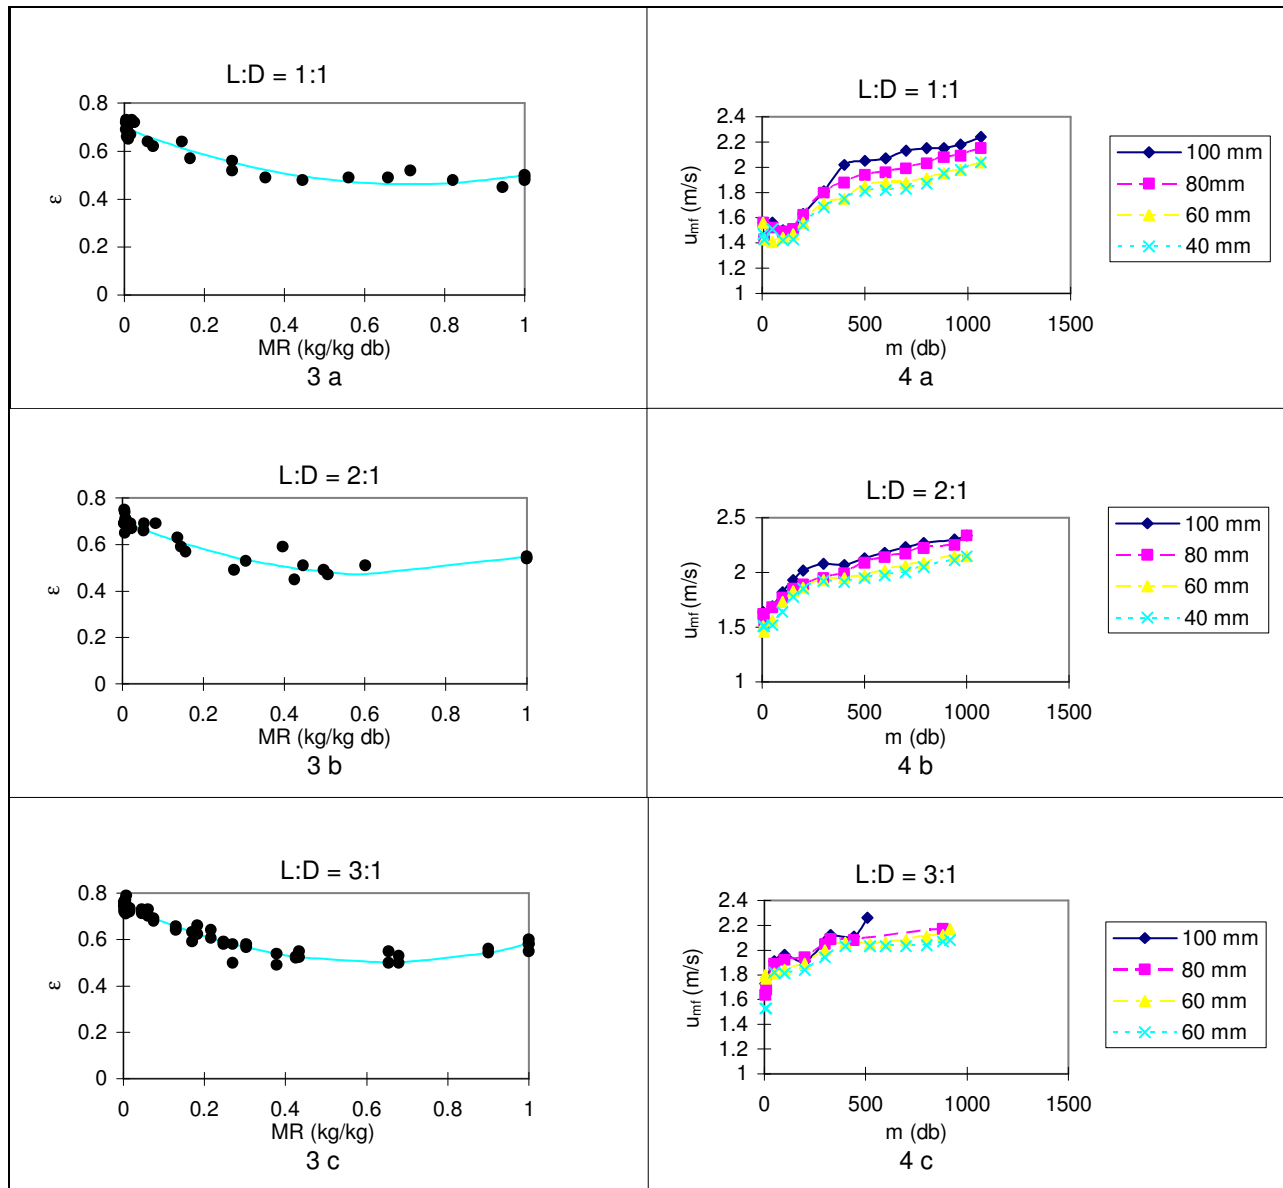 L:D = 1:1
0.8
0.6
0.4
0.2
0
ε
0 0.2 0.4 0.6 0.8 1
MR (kg/kg db)
3 a
L:D = 1:1
2.4
2.2
2
1.8
1.6
1.4
1.2
1
umf (m/s)
0 500 1000 1500
m (db)
4 a
100 mm
80mm
60 mm
40 mm
L:D = 2:1
0.8
0.6
0.4
0.2
0
ε
0 0.2 0.4 0.6 0.8 1
MR (kg/kg db)
3 b
L:D = 2:1
2.5
2
1.5
1
umf (m/s)
0 500 1000 1500
m (db)
4 b
100 mm
80 mm
60 mm
40 mm
L:D = 3:1
0.8
0.6
0.4
0.2
0
ε
0 0.2 0.4 0.6 0.8 1
MR (kg/kg)
3 c
L:D = 3:1
2.4
2.2
2
1.8
1.6
1.4
1.2
1
umf (m/s)
0 500 1000 1500
m (db)
4 c
100 mm
80 mm
60 mm
60 mm